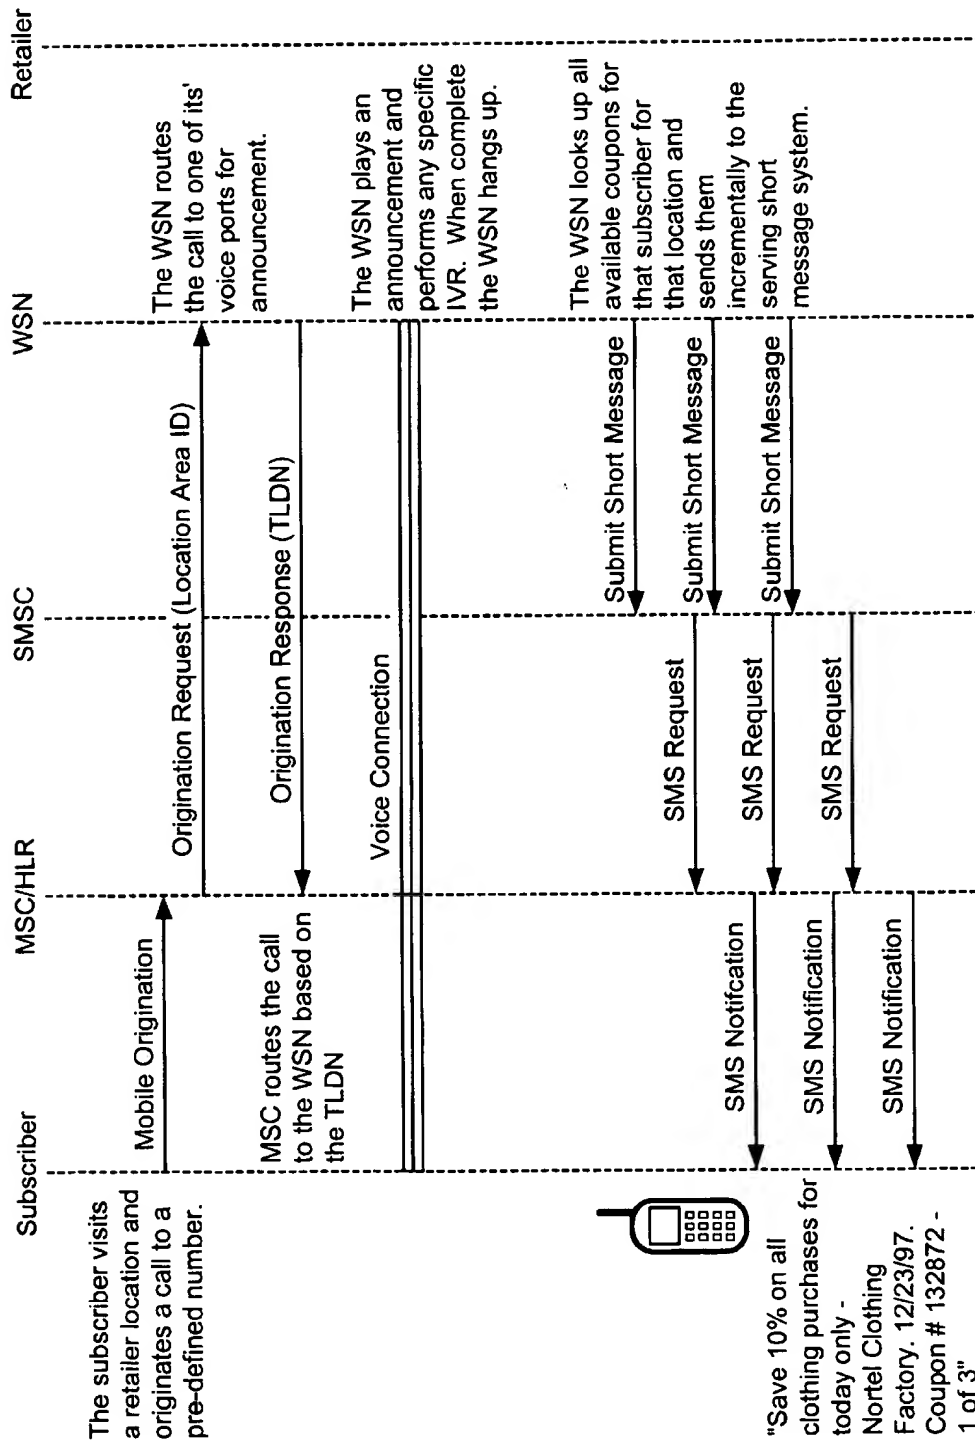 Subscriber
MSC/HLR
SMSC
WSN
Retailer
The subscriber visits
a retailer location and
originates a call to a
pre-defined number.
Mobile Origination
Origination Request (Location Area ID)
The WSN routes
the call to one of its'
voice ports for
announcement.
Origination Response (TLDN)
MSC routes the call
to the WSN based on
the TLDN
Voice Connection
The WSN plays an
announcement and
performs any specific
IVR. When complete
the WSN hangs up.
The WSN looks up all
available coupons for
that subscriber for
that location and
sends them
incrementally to the
serving short
message system.
Submit Short Message
Submit Short Message
Submit Short Message
SMS Request
SMS Request
SMS Request
SMS Notifcation
SMS Notification
SMS Notification
"Save 10% on all
clothing purchases for
today only -
Nortel Clothing
Factory. 12/23/97.
Coupon # 132872 -
1 of 3"